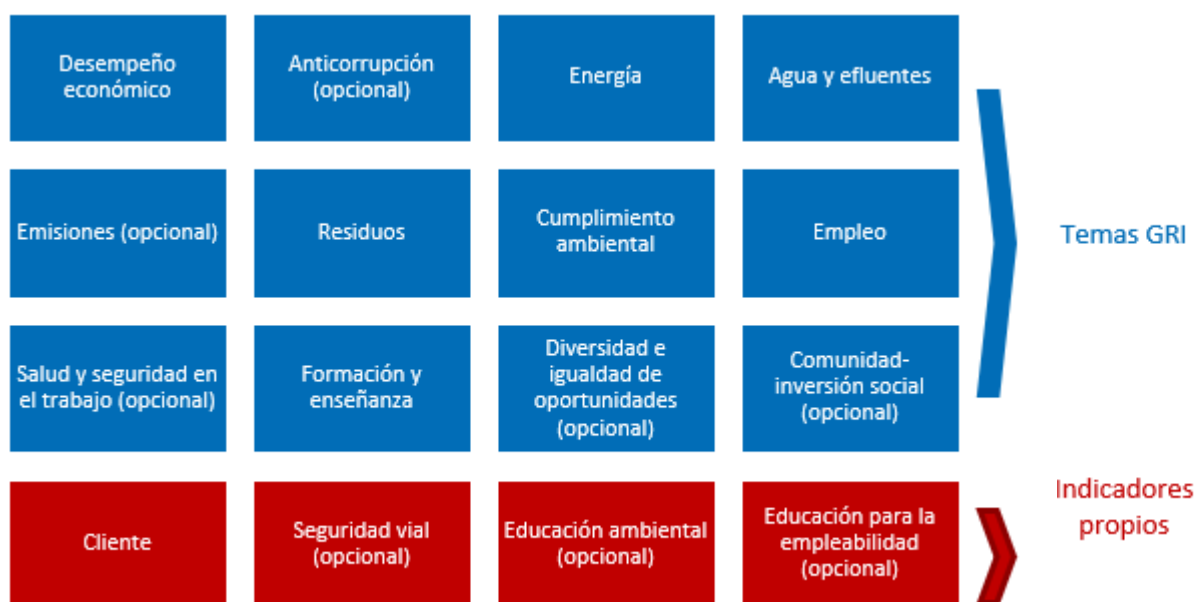 Desempeño
económico
Anticorrupción
(opcional)
Energía
Agua y efluentes
Emisiones (opcional)
Residuos
Cumplimiento
ambiental
Empleo
Temas GRI
Salud y seguridad en
el trabajo (opcional)
Formación y
enseñanza
Diversidad e
igualdad de
oportunidades
(opcional)
Comunidad-
inversión social
(opcional)
Cliente
Seguridad vial
(opcional)
Educación ambiental
(opcional)
Educación para la
empleabilidad
(opcional)
Indicadores
propios